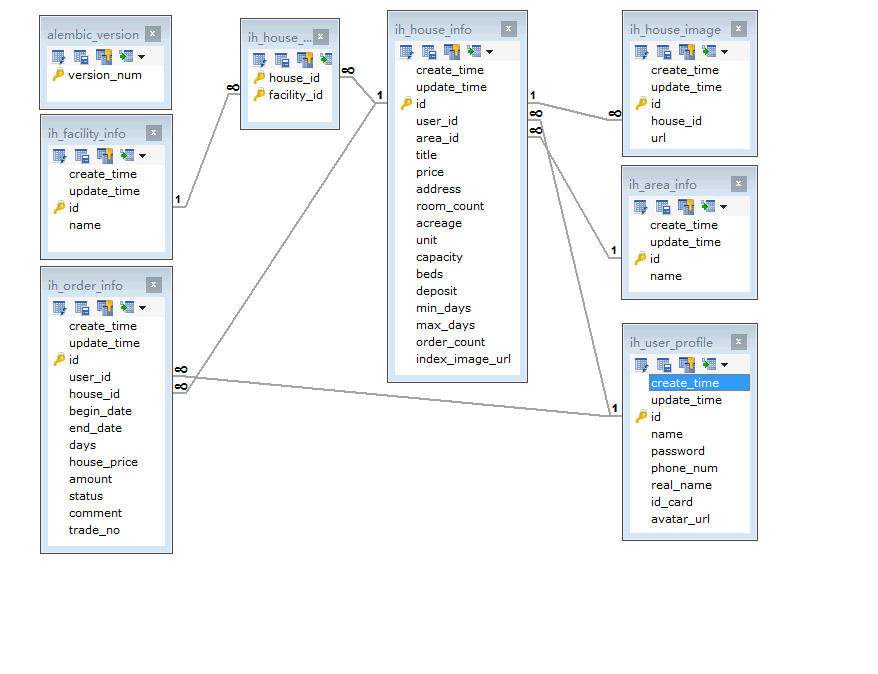 alembic_version
version_num
ih_facility_info
create_time
update_time
id
name
ih_order_info
create_time
update_time
id
user_id
house_id
begin_date
end_date
days
house_price
amount
status
comment
trade_no
ih_house_...
house_id
facility_id
ih_house_info
create_time
update_time
id
user_id
area_id
title
price
address
room_count
acreage
unit
capacity
beds
deposit
min_days
max_days
order_count
index_image_url
ih_house_image
create_time
update_time
id
house_id
url
ih_area_info
create_time
update_time
id
name
ih_user_profile
create_time
update_time
id
name
password
phone_num
real_name
id_card
avatar_url
1
∞
∞
1
1
∞
∞
∞
1
∞
∞
1